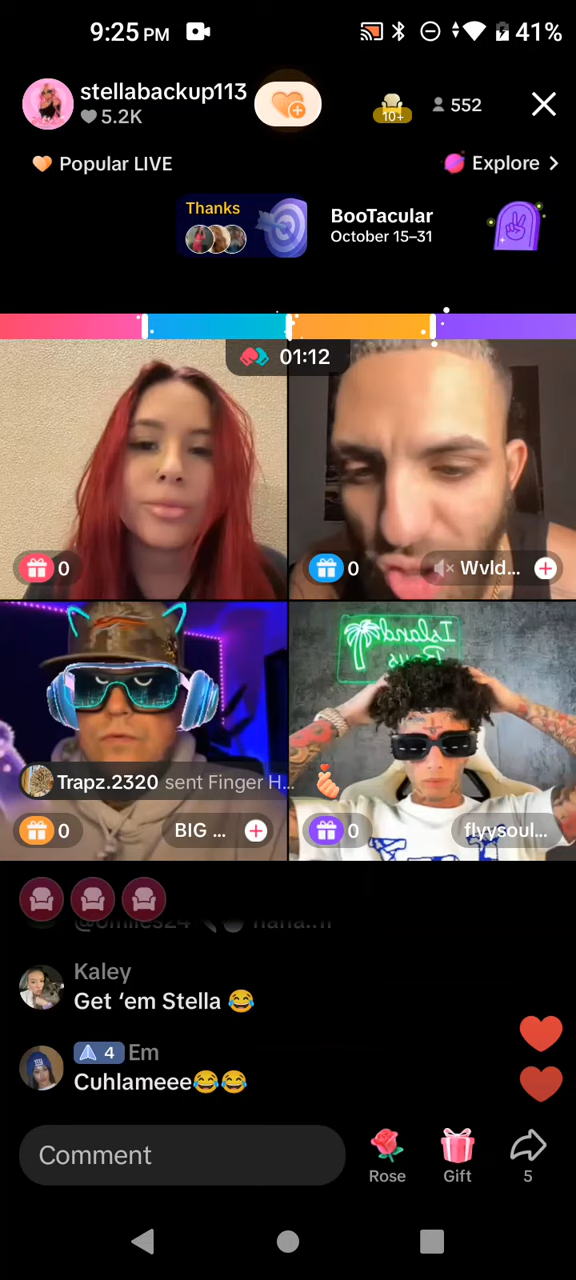 9:25 PM
41%
stellabackup113
5.2K
10+
552
Popular LIVE
Explore >
Thanks
BooTacular
October 15–31
01:12
0
0
Wvld...
Island
Boys
Trapz.2320 sent Finger H...
0
BIG ...
0
flyysoul...
Kaley
Get ‘em Stella 😂
4 Em
Cuhlameee😂😂
Comment
Rose
Gift
5